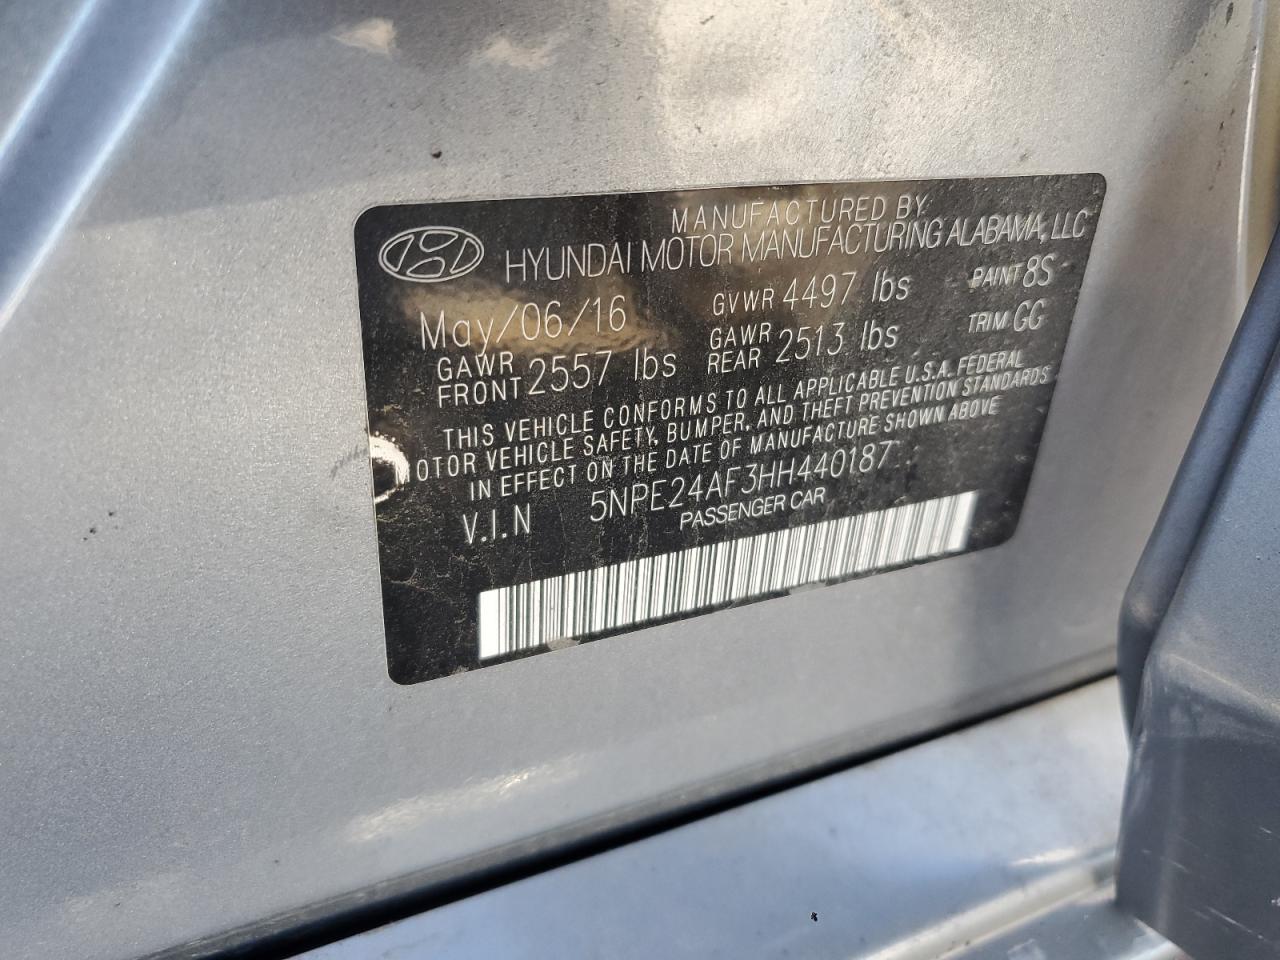 MANUFACTURED BY
HYUNDAI MOTOR MANUFACTURING ALABAMA, LLC
May/06/16 GVWR 4497 lbs PAINT 8S
GAWR FRONT 2557 lbs GAWR REAR 2513 lbs TRIM GG
THIS VEHICLE CONFORMS TO ALL APPLICABLE U.S.A. FEDERAL
OTOR VEHICLE SAFETY, BUMPER, AND THEFT PREVENTION STANDARDS
IN EFFECT ON THE DATE OF MANUFACTURE SHOWN ABOVE
V.I.N 5NPE24AF3HH440187
PASSENGER CAR